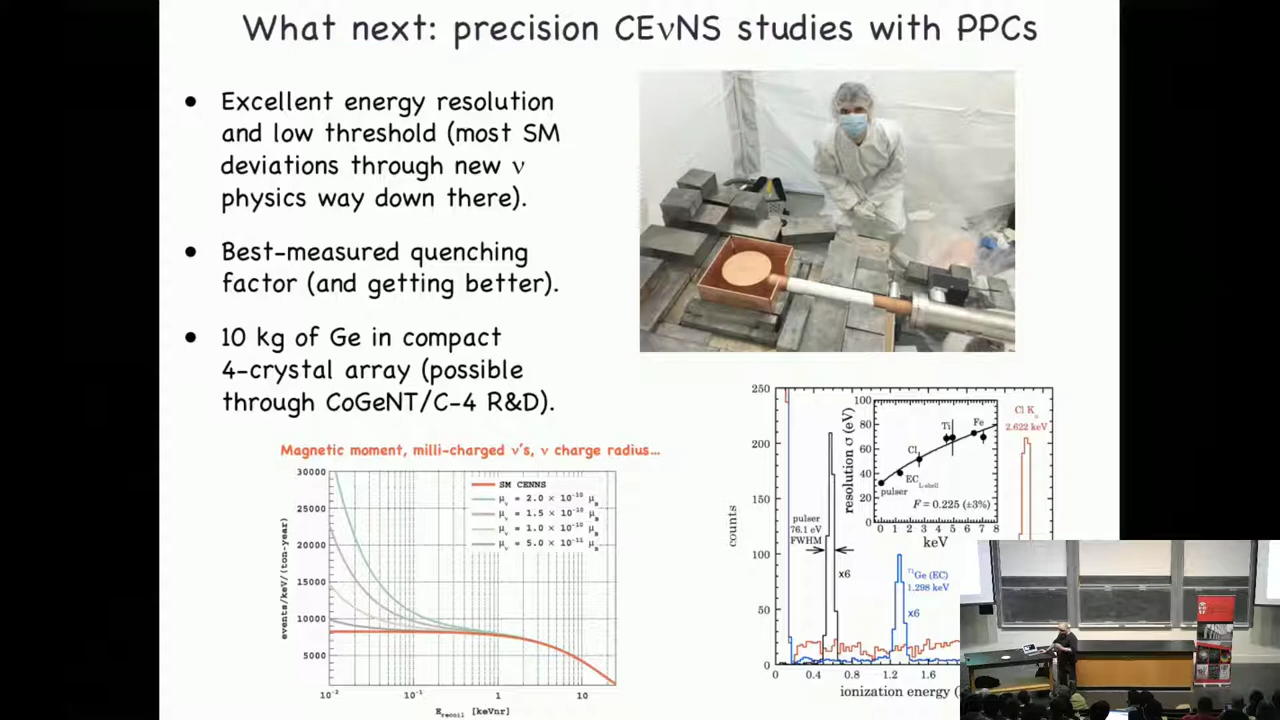 What next: precision CEνNS studies with PPCs
• Excellent energy resolution
and low threshold (most SM
deviations through new ν
physics way down there).
• Best-measured quenching
factor (and getting better).
• 10 kg of Ge in compact
4-crystal array (possible
through CoGeNT/C-4 R&D).
Magnetic moment, milli-charged ν's, ν charge radius…
events/keV/(ton-year)
30000
25000
20000
15000
10000
5000
SM CENNS
μν = 2.0 × 10⁻¹⁰ μB
μν = 1.5 × 10⁻¹⁰ μB
μν = 1.0 × 10⁻¹⁰ μB
μν = 5.0 × 10⁻¹¹ μB
10⁻² 10⁻¹ 1 10
Erecoil [keVnr]
counts
250
200
150
100
50
0
pulser
76.1 eV
FWHM
x6
⁷¹Ge (EC)
1.298 keV
x6
Cl Kα
2.622 keV
resolution σ (eV)
100
80
60
40
20
0
pulser
EC L-shell
Cl
Ti
Fe
F = 0.225 (±3%)
0 1 2 3 4 5 6 7 8
keV
0 0.4 0.8 1.2 1.6
ionization energy (